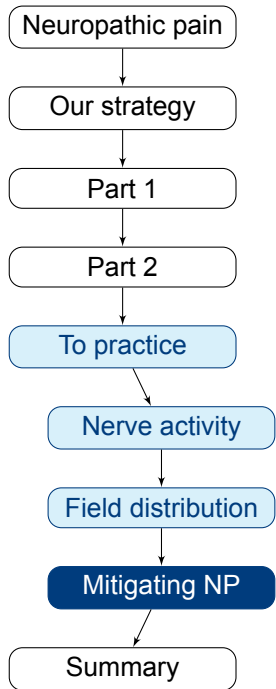 Neuropathic pain
Our strategy
Part 1
Part 2
To practice
Nerve activity
Field distribution
Mitigating NP
Summary